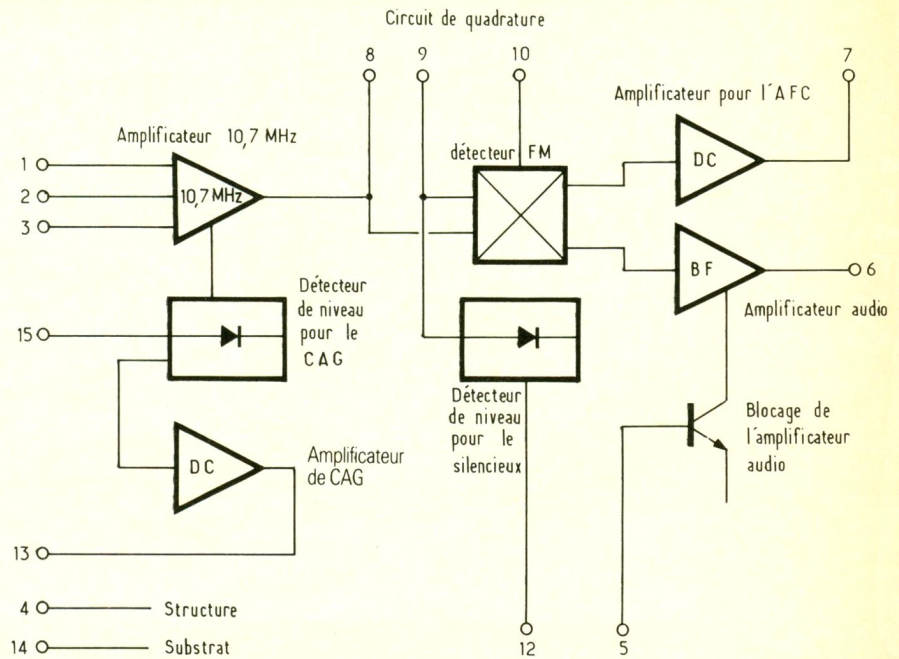 Circuit de quadrature
8
9
10
7
Amplificateur pour l'AFC
Amplificateur 10,7 MHz
détecteur FM
1
2
3
10,7 MHz
DC
BF
6
Amplificateur audio
Détecteur
de niveau
pour le
CAG
15
Détecteur
de niveau
pour le
silencieux
Blocage de
l'amplificateur
audio
DC
Amplificateur
de CAG
13
4
Structure
14
Substrat
12
5